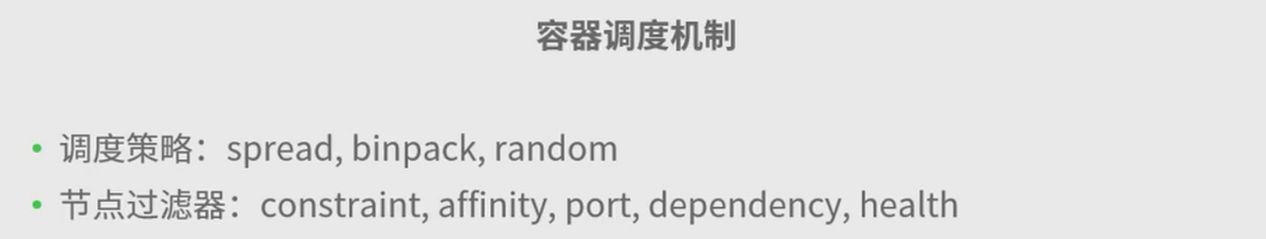 容器调度机制
• 调度策略：spread, binpack, random
• 节点过滤器：constraint, affinity, port, dependency, health